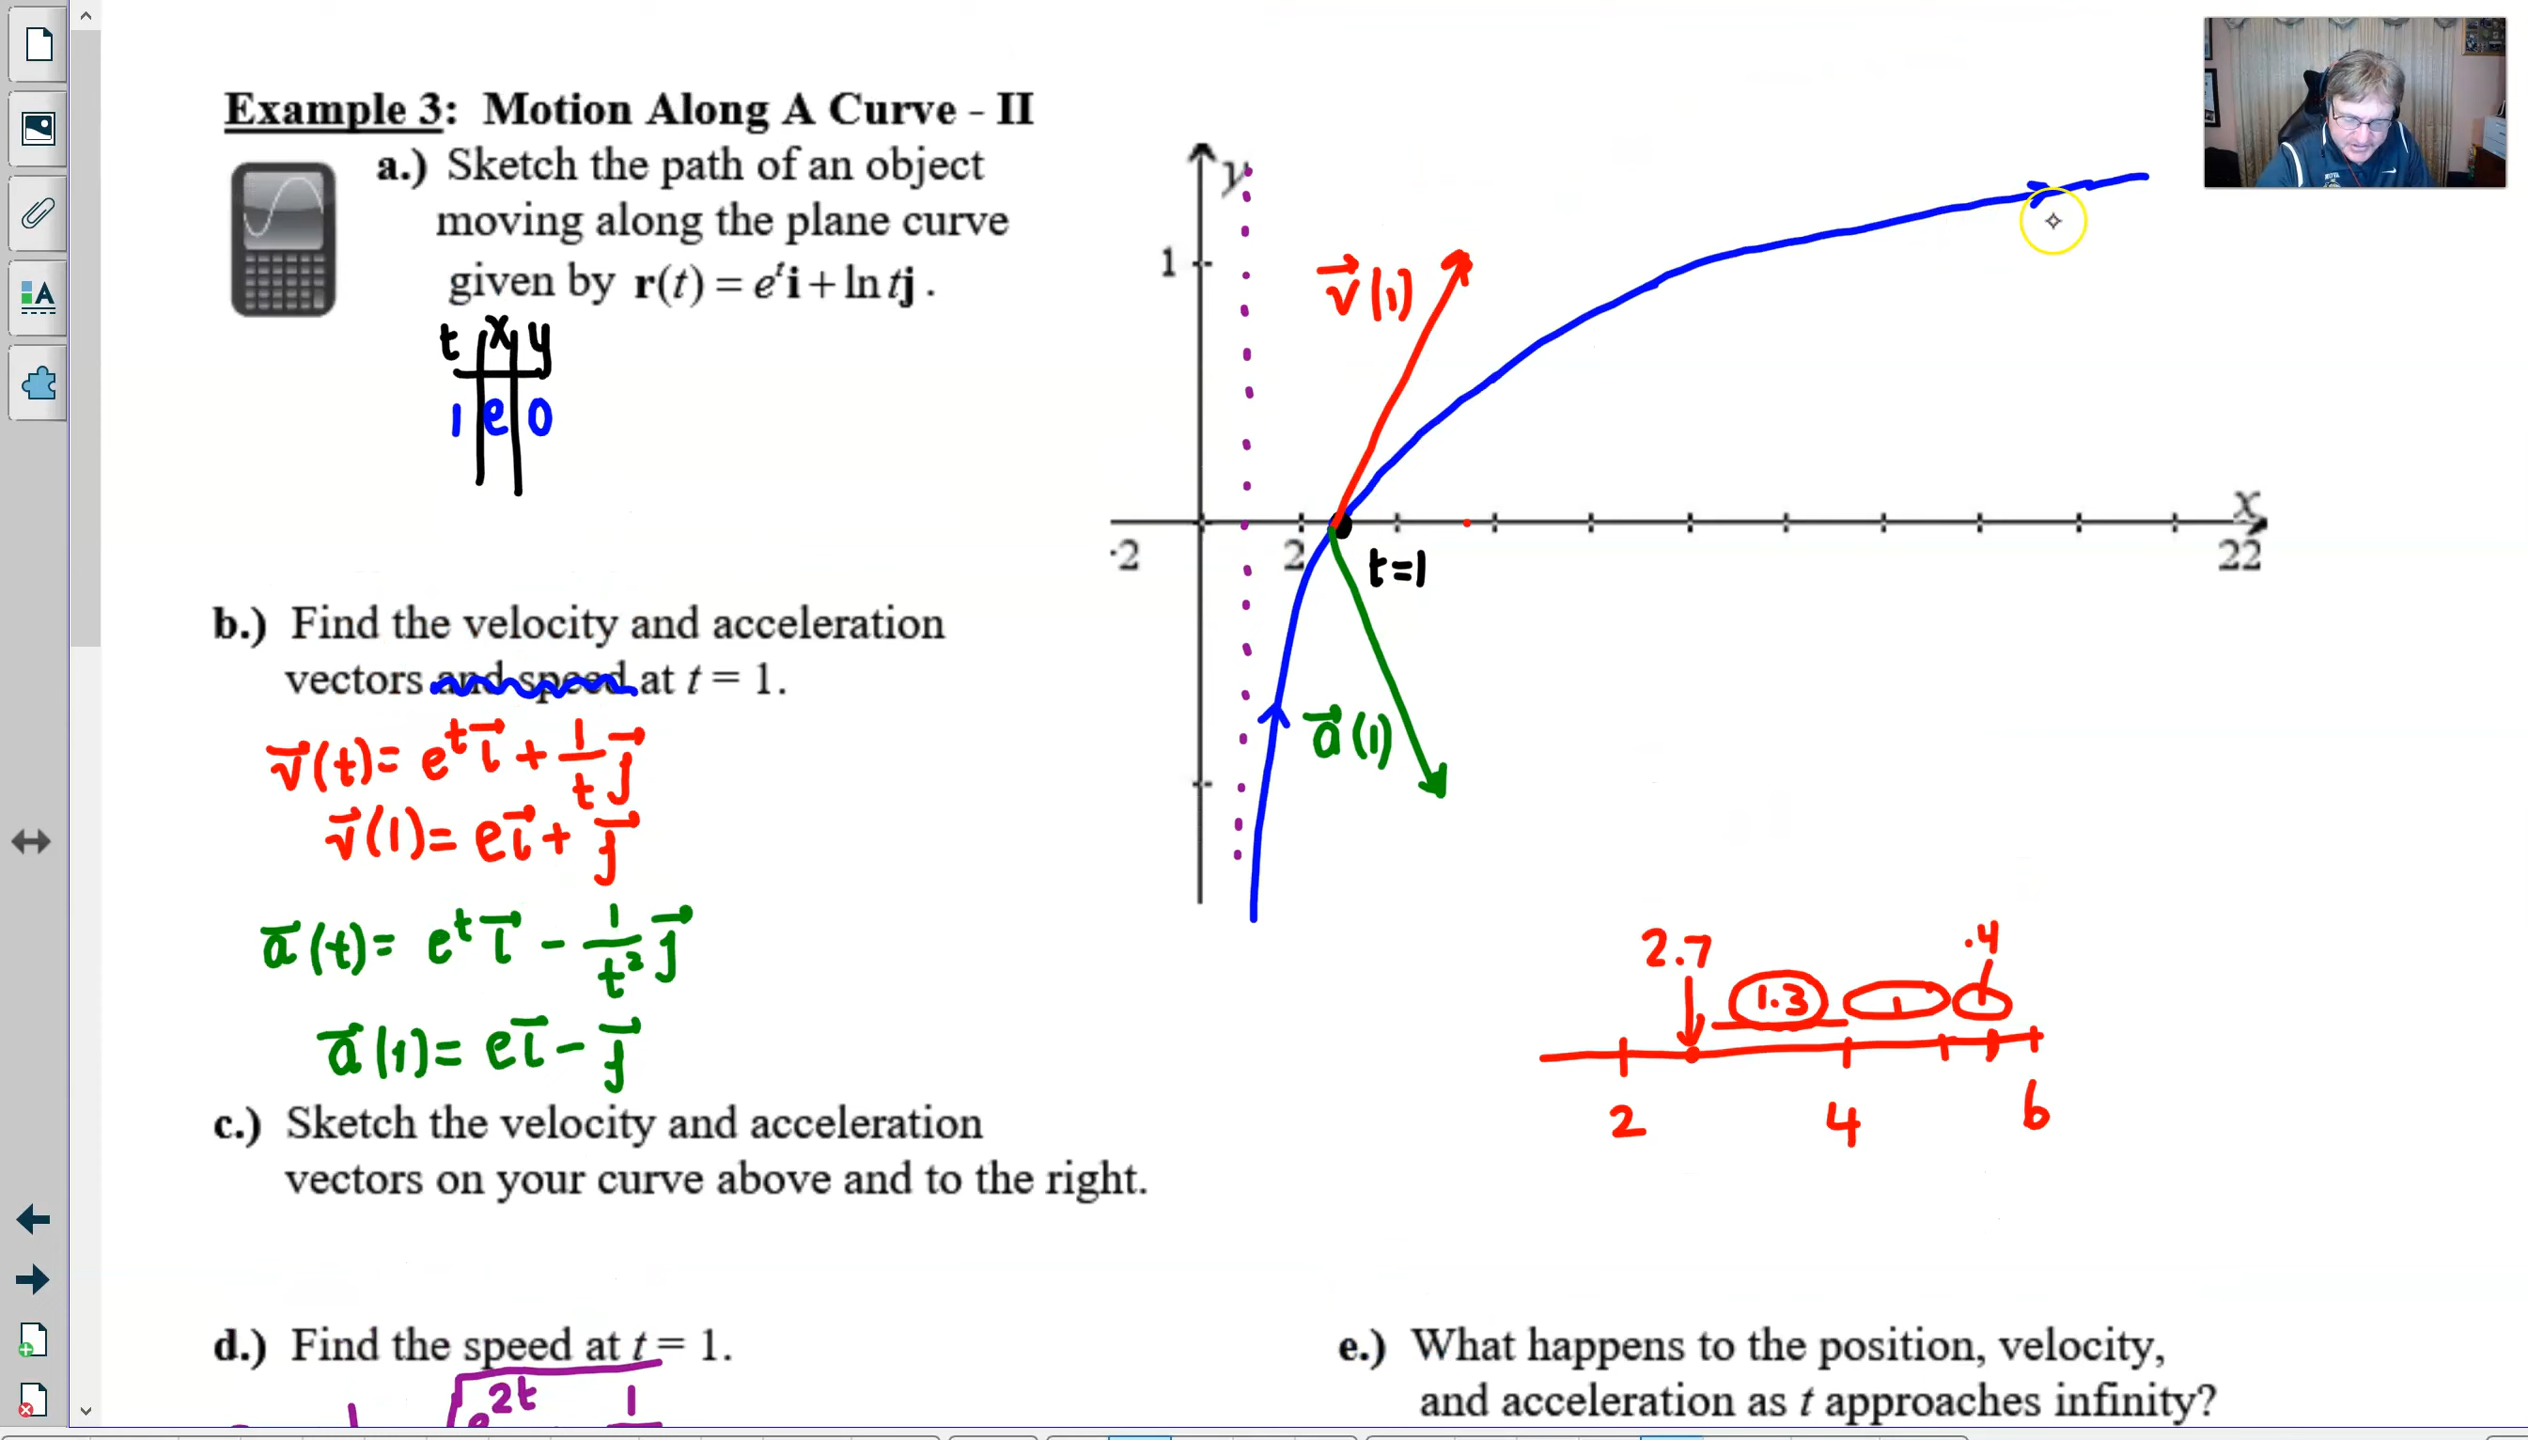 Example 3: Motion Along A Curve - II
a.) Sketch the path of an object
moving along the plane curve
given by r(t) = e^t i + ln t j .
t x y
1 e 0
b.) Find the velocity and acceleration
vectors and speed at t = 1.
v⃗(t)= e^t i⃗ + 1/t j⃗
v⃗(1)= e i⃗ + j⃗
a⃗(t)= e^t i⃗ - 1/t² j⃗
a⃗(1)= e i⃗ - j⃗
c.) Sketch the velocity and acceleration
vectors on your curve above and to the right.
d.) Find the speed at t = 1.
√ e^2t 1
y
1
v⃗(1)
x
-2
2
22
t=1
a⃗(1)
2.7
.4
1.3
1
2
4
6
e.) What happens to the position, velocity,
and acceleration as t approaches infinity?